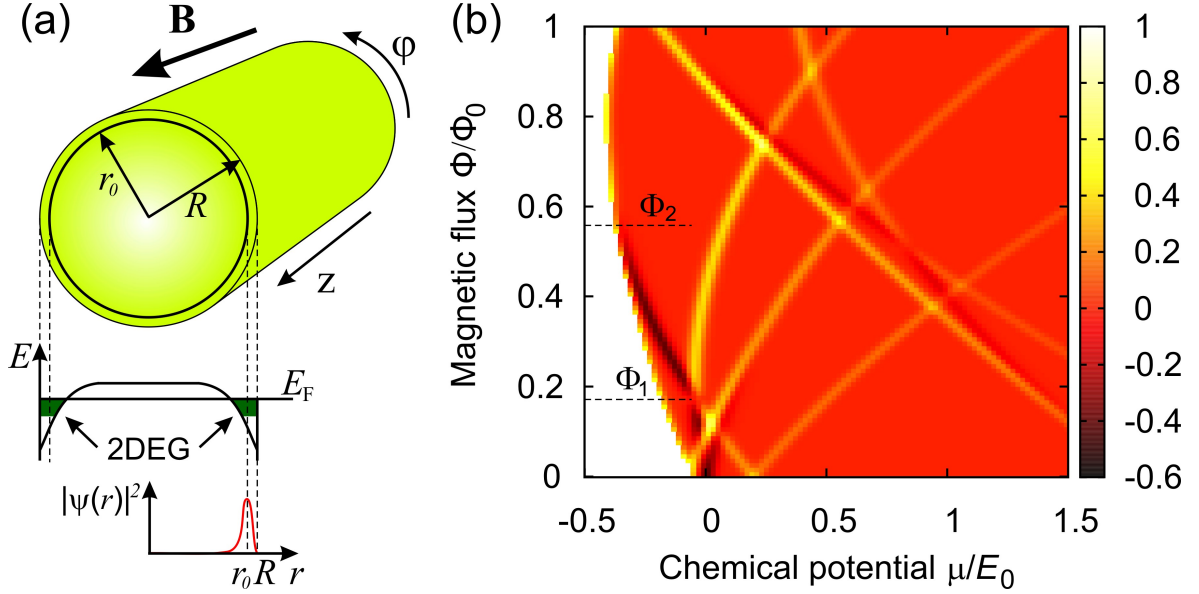 (a)
B
φ
r0
R
z
E
EF
2DEG
|ψ(r)|2
r0 R r
(b)
Magnetic flux Φ/Φ0
1
0.8
0.6
0.4
0.2
0
Φ2
Φ1
-0.5 0 0.5 1 1.5
Chemical potential μ/E0
1
0.8
0.6
0.4
0.2
0
-0.2
-0.4
-0.6